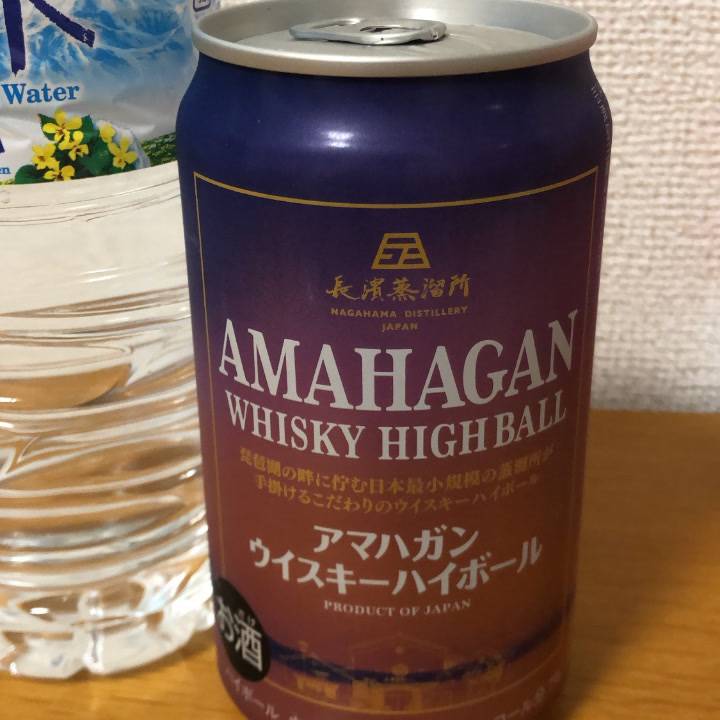 水
Water
長濱蒸溜所
NAGAHAMA DISTILLERY
JAPAN
AMAHAGAN
WHISKY HIGHBALL
琵琶湖の畔に佇む日本最小規模の蒸溜所が
手掛けるこだわりのウイスキーハイボール
アマハガン
ウイスキーハイボール
PRODUCT OF JAPAN
お酒